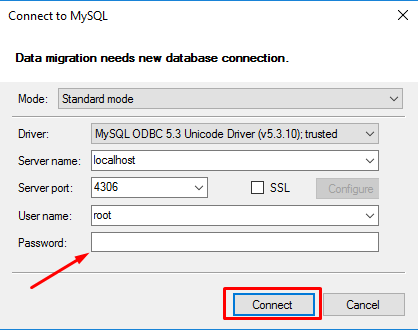 Connect to MySQL
Data migration needs new database connection.
Mode: Standard mode
Driver: MySQL ODBC 5.3 Unicode Driver (v5.3.10); trusted
Server name: localhost
Server port: 4306 SSL Configure
User name: root
Password:
Connect Cancel